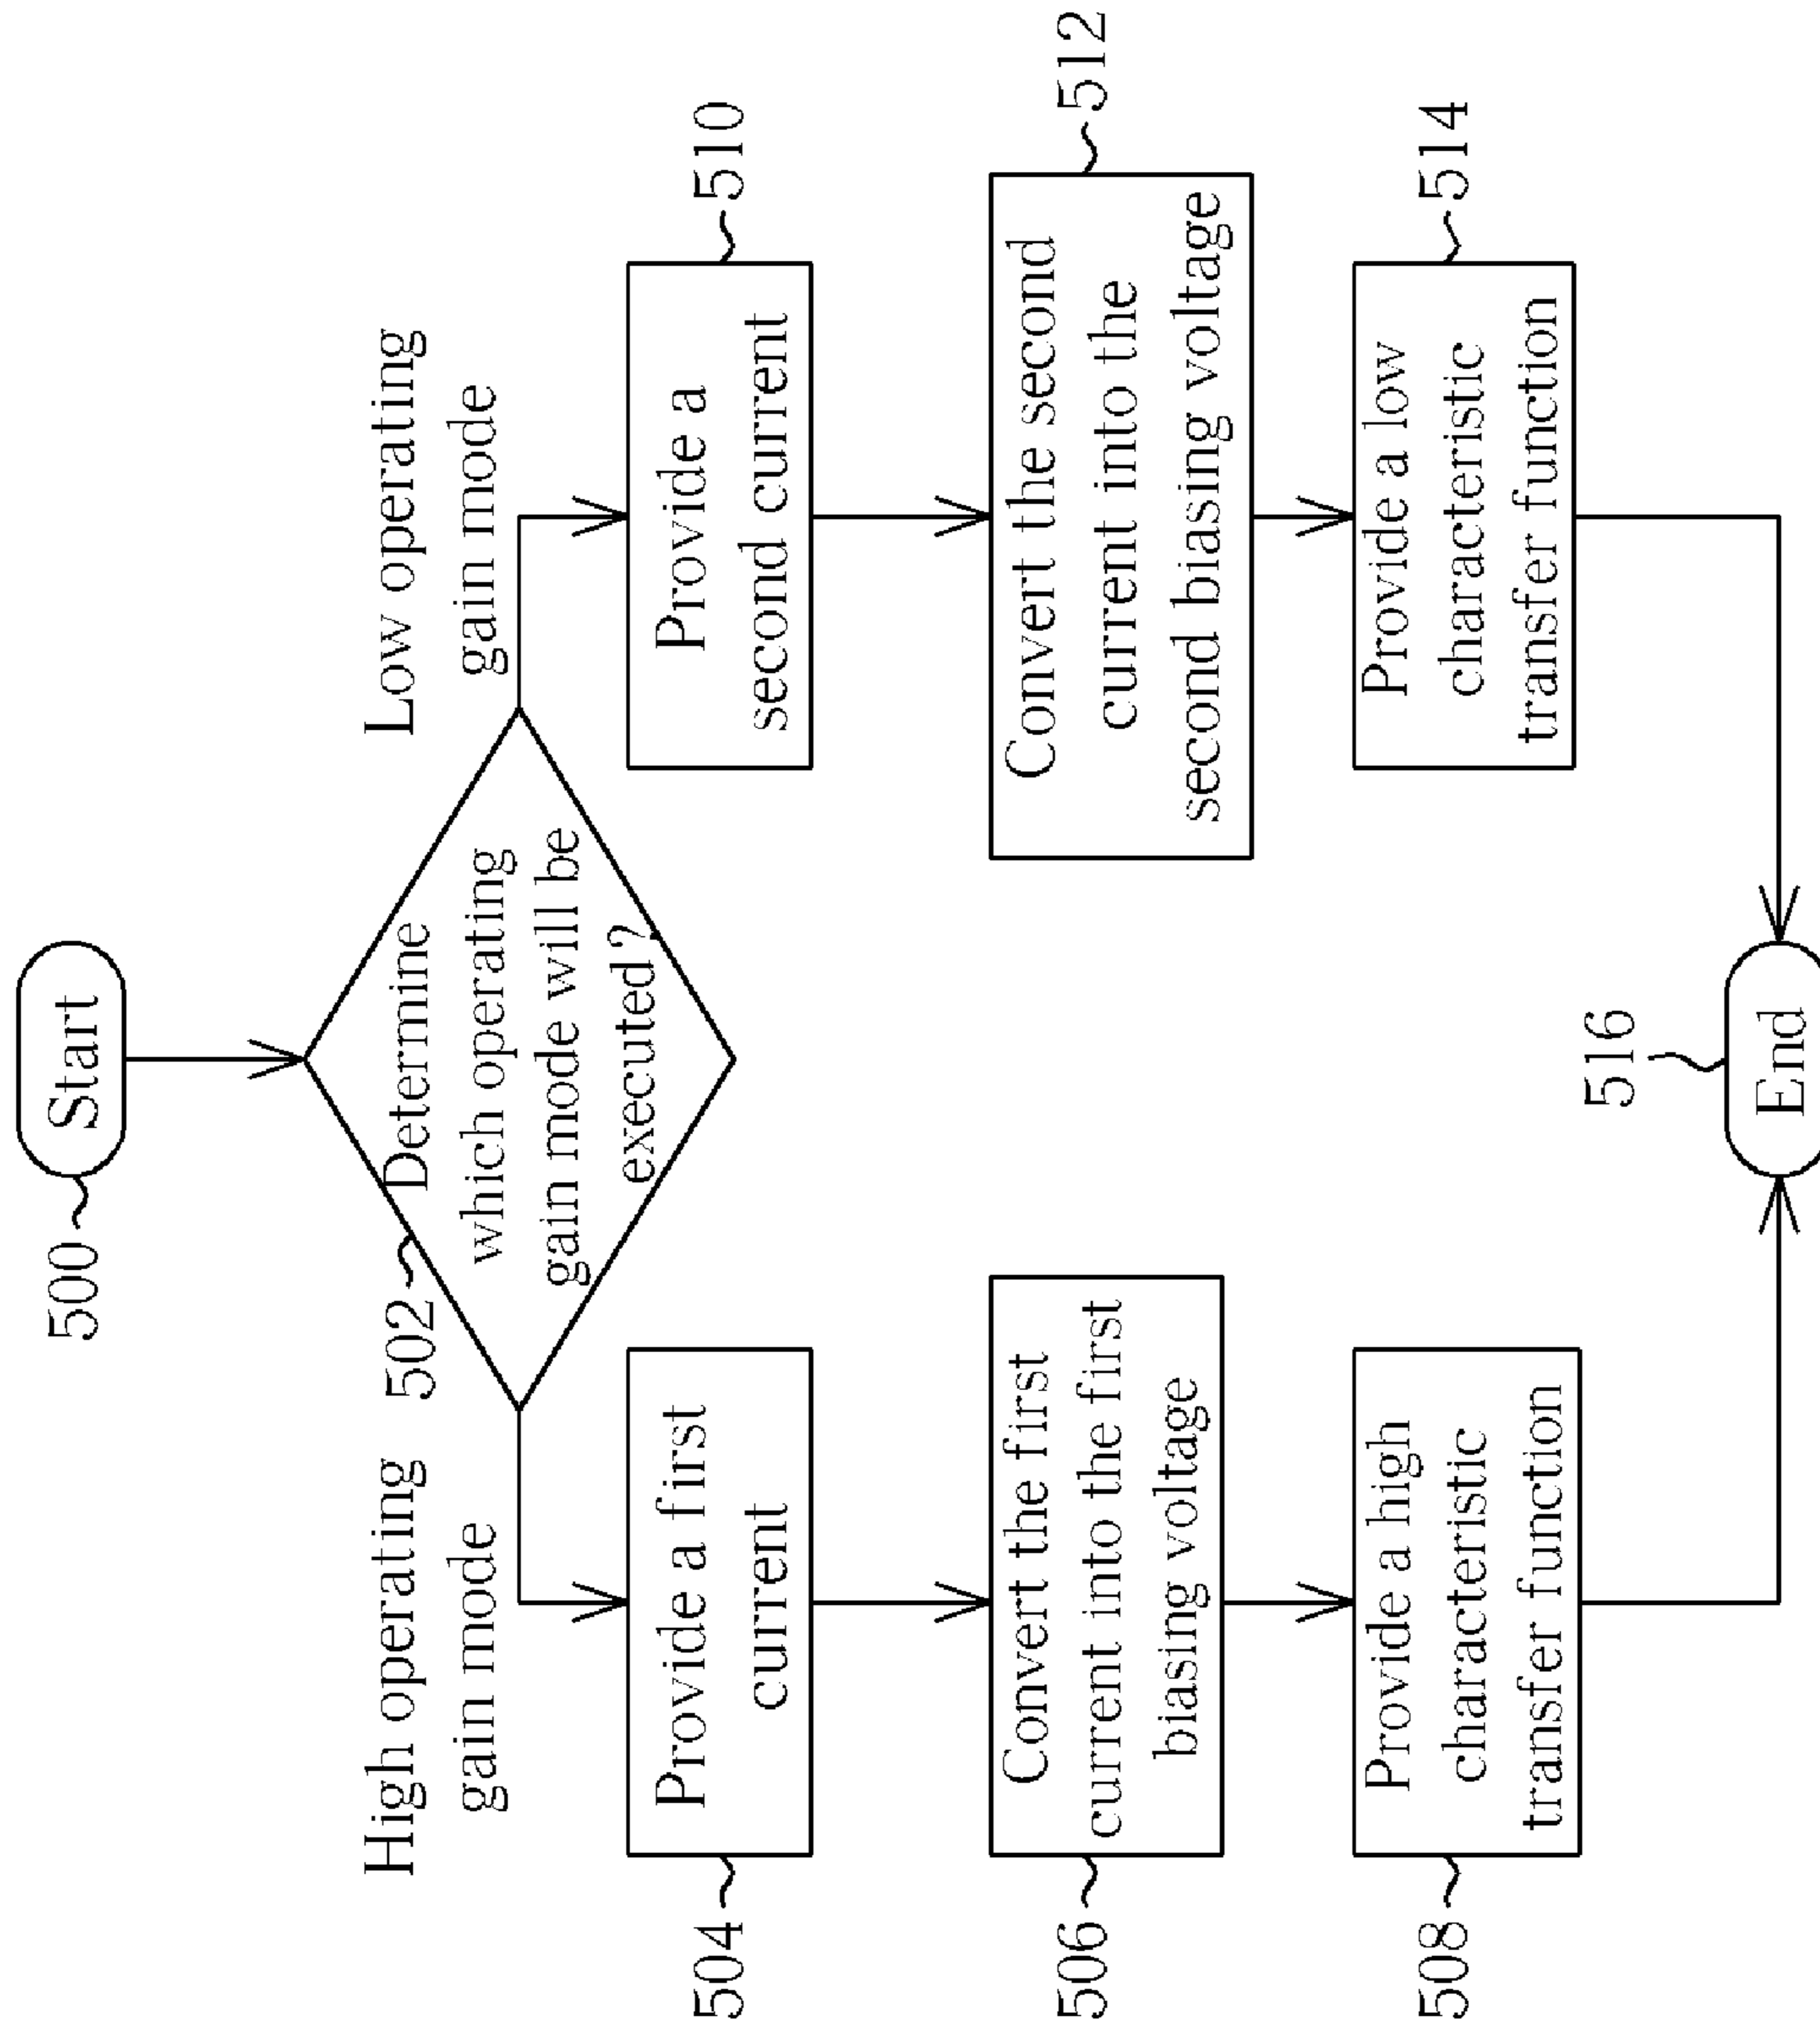 500
Start
High operating
gain mode
502
Determine
which operating
gain mode will be
executed?
Low operating
gain mode
504
Provide a first
current
Provide a
second current
510
506
Convert the first
current into the first
biasing voltage
Convert the second
current into the
second biasing voltage
512
508
Provide a high
characteristic
transfer function
Provide a low
characteristic
transfer function
514
516
End